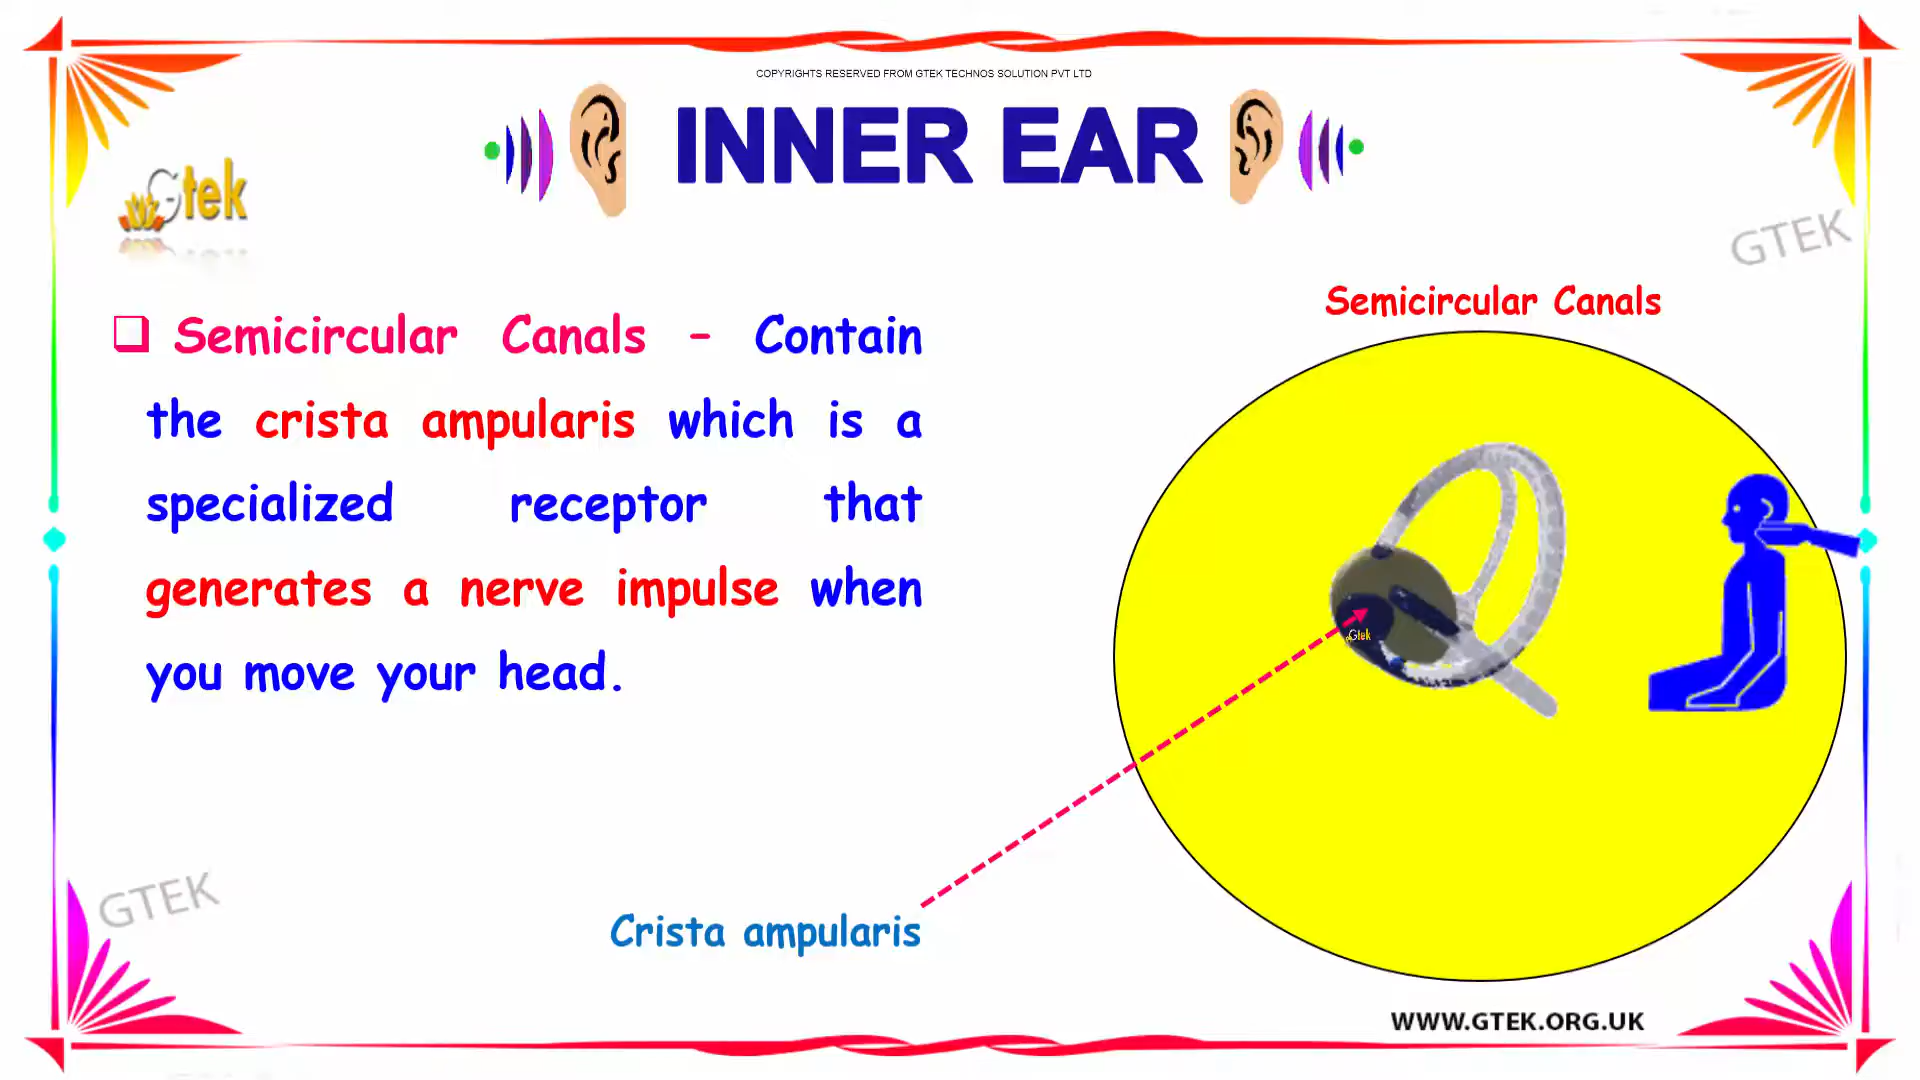 COPYRIGHTS RESERVED FROM GTEK TECHNOS SOLUTION PVT LTD
INNER EAR
Gtek
GTEK
Semicircular Canals
Semicircular Canals – Contain
the crista ampularis which is a
specialized receptor that
generates a nerve impulse when
you move your head.
Gtek
GTEK
Crista ampularis
WWW.GTEK.ORG.UK